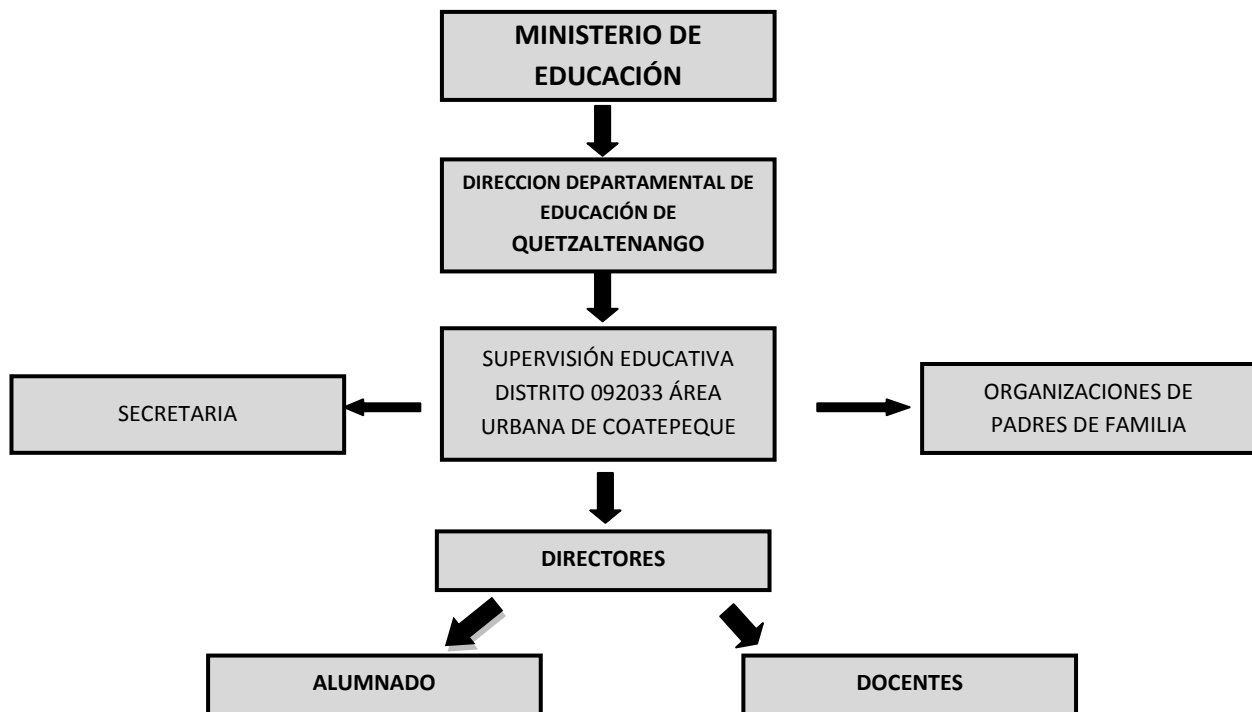 MINISTERIO DE
EDUCACIÓN
DIRECCION DEPARTAMENTAL DE
EDUCACIÓN DE
QUETZALTENANGO
SUPERVISIÓN EDUCATIVA
DISTRITO 092033 ÁREA
URBANA DE COATEPEQUE
SECRETARIA
ORGANIZACIONES DE
PADRES DE FAMILIA
DIRECTORES
ALUMNADO
DOCENTES